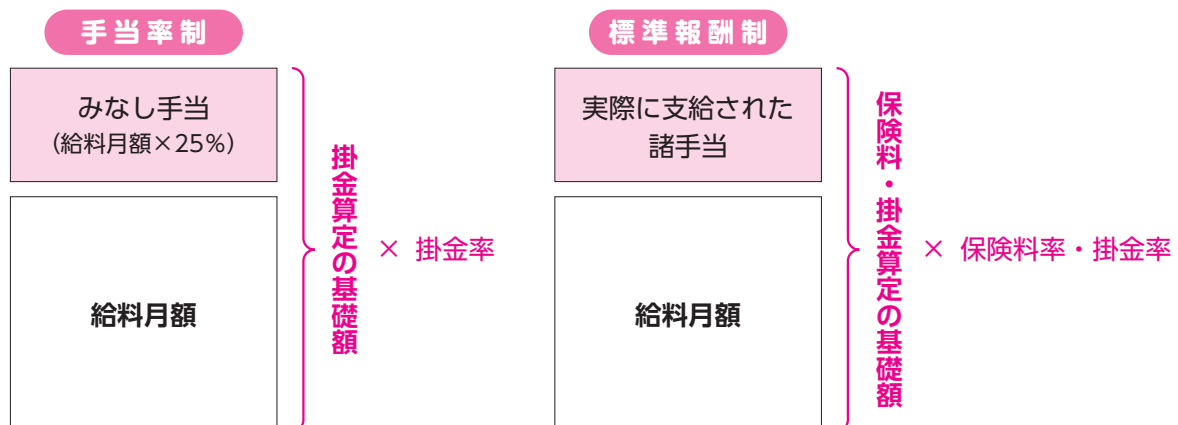 手当率制
みなし手当
（給料月額×25%）
給料月額
掛金算定の基礎額
× 掛金率
標準報酬制
実際に支給された
諸手当
給料月額
保険料・掛金算定の基礎額
× 保険料率・掛金率